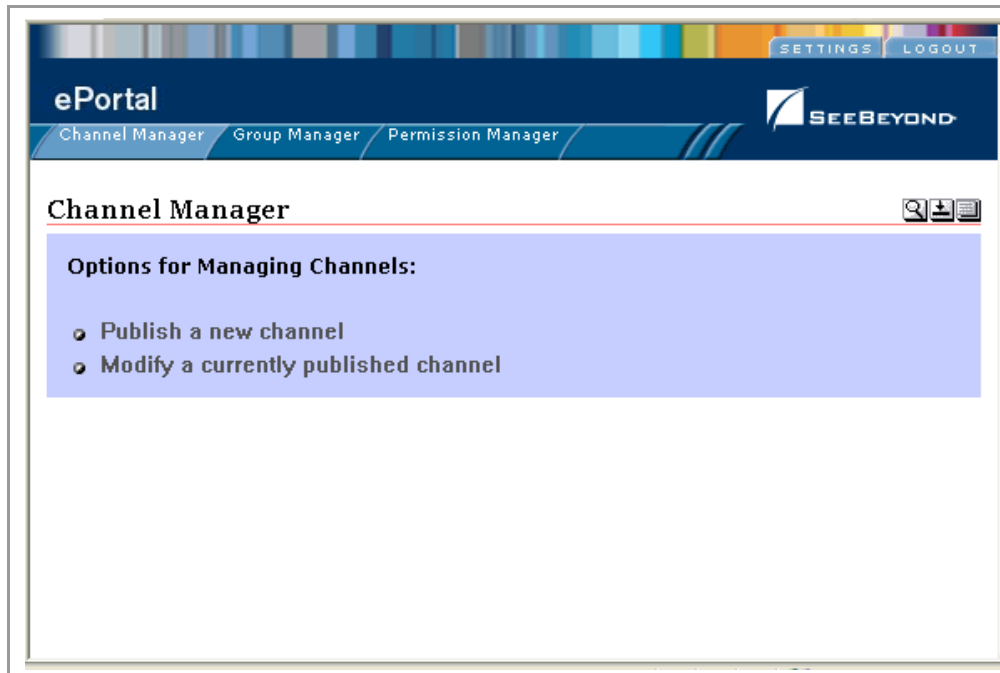 SETTINGS LOGOUT
ePortal
SEEBEYOND
Channel Manager Group Manager Permission Manager
Channel Manager
Options for Managing Channels:
Publish a new channel
Modify a currently published channel